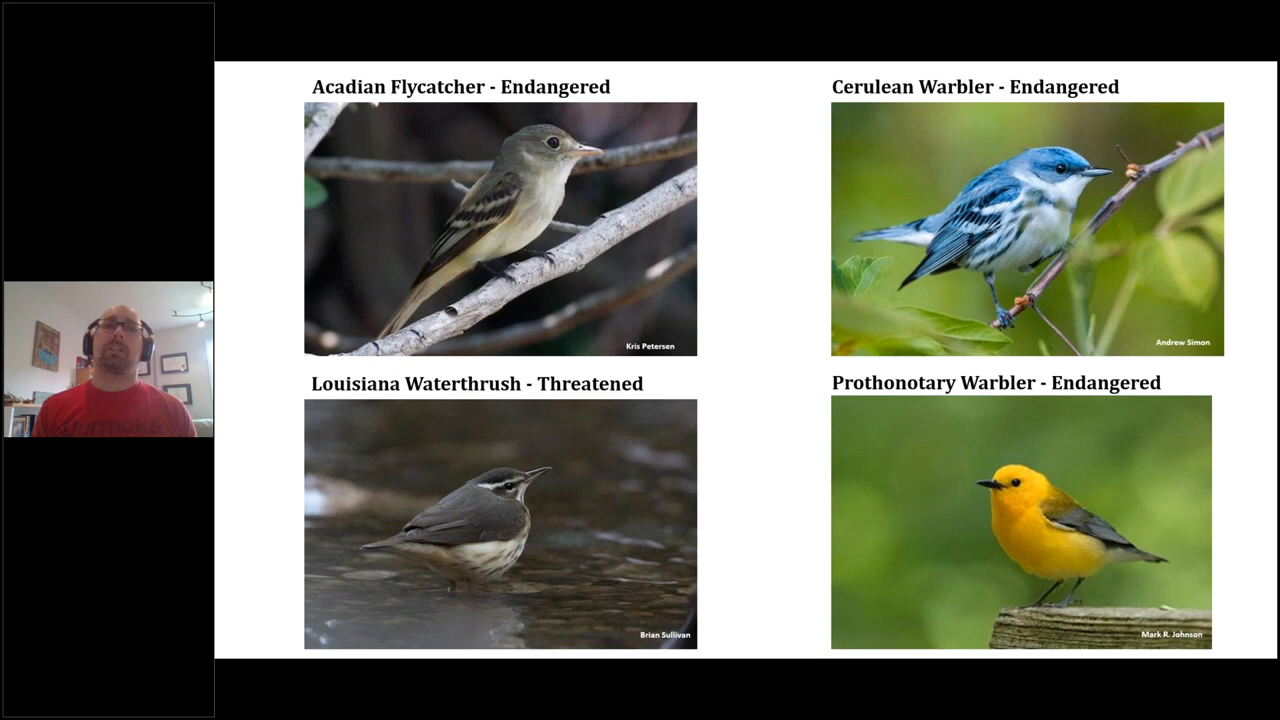 Acadian Flycatcher - Endangered
Cerulean Warbler - Endangered
Kris Petersen
Andrew Simon
Louisiana Waterthrush - Threatened
Prothonotary Warbler - Endangered
Brian Sullivan
Mark R. Johnson